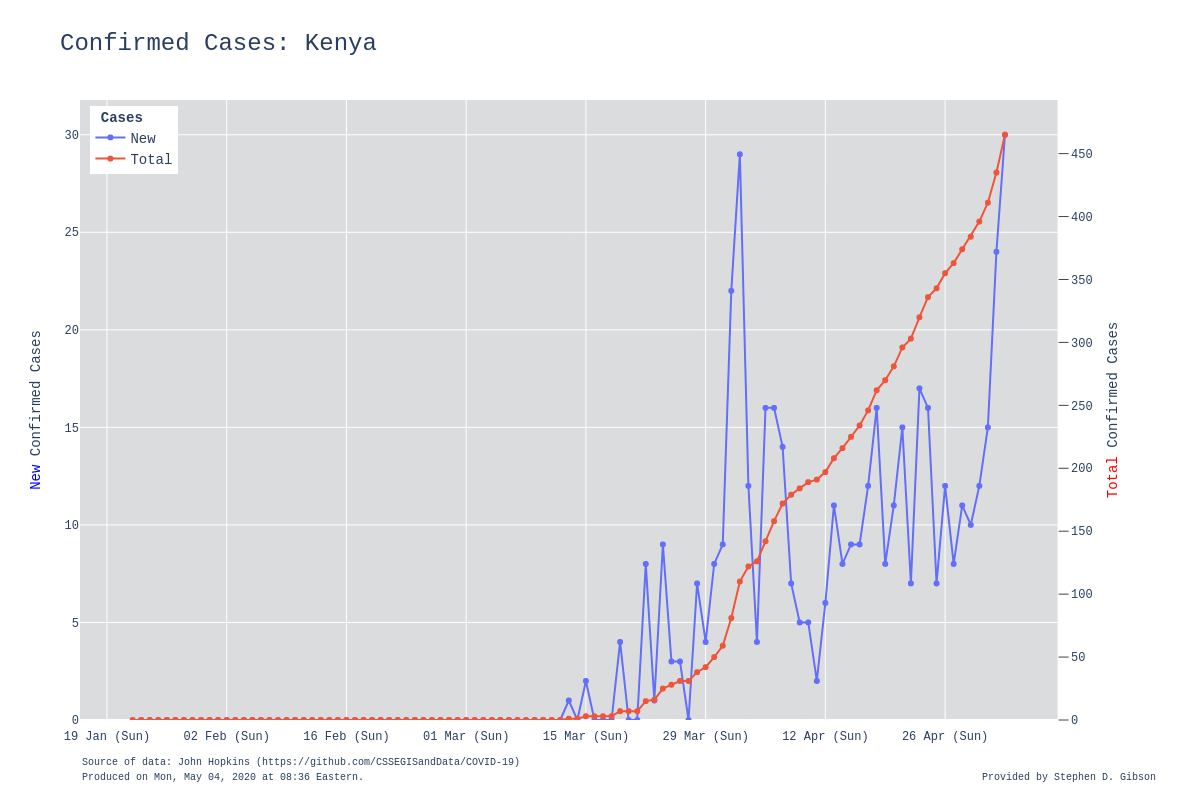 Confirmed Cases: Kenya
Cases
New
Total
30
25
20
15
10
5
0
450
400
350
300
250
200
150
100
50
0
New Confirmed Cases
Total Confirmed Cases
19 Jan (Sun) 02 Feb (Sun) 16 Feb (Sun) 01 Mar (Sun) 15 Mar (Sun) 29 Mar (Sun) 12 Apr (Sun) 26 Apr (Sun)
Source of data: John Hopkins (https://github.com/CSSEGISandData/COVID-19)
Produced on Mon, May 04, 2020 at 08:36 Eastern.
Provided by Stephen D. Gibson